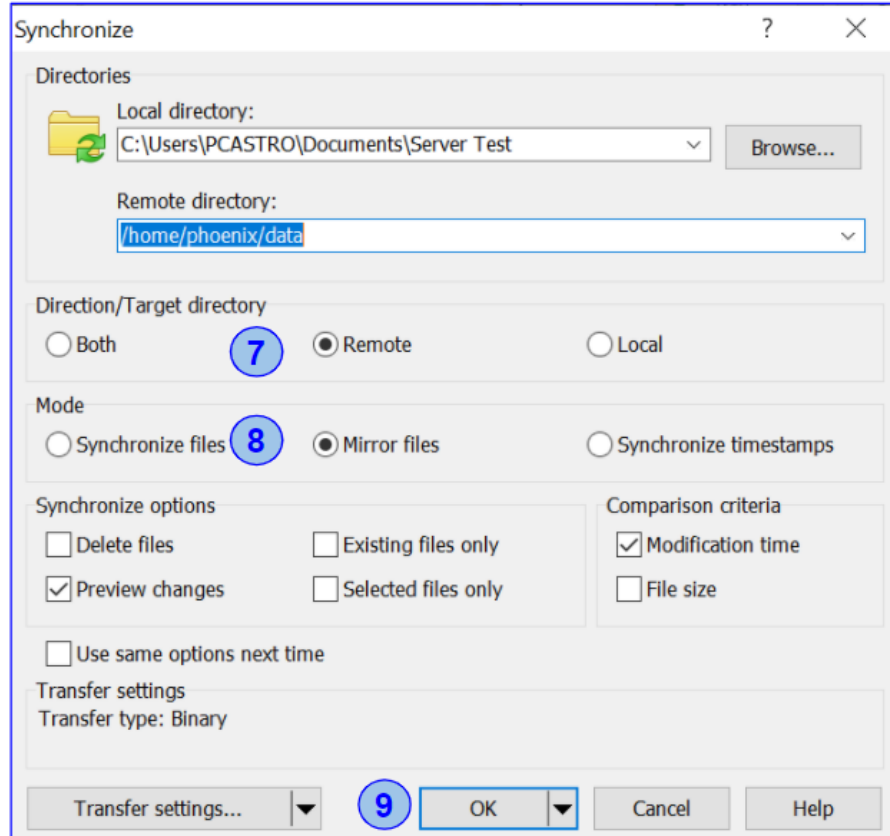 Synchronize ?
Directories
Local directory:
C:\Users\PCASTRO\Documents\Server Test Browse...
Remote directory:
/home/phoenix/data
Direction/Target directory
Both 7 Remote Local
Mode
Synchronize files 8 Mirror files Synchronize timestamps
Synchronize options Comparison criteria
Delete files Existing files only Modification time
Preview changes Selected files only File size
Use same options next time
Transfer settings
Transfer type: Binary
Transfer settings... 9 OK Cancel Help